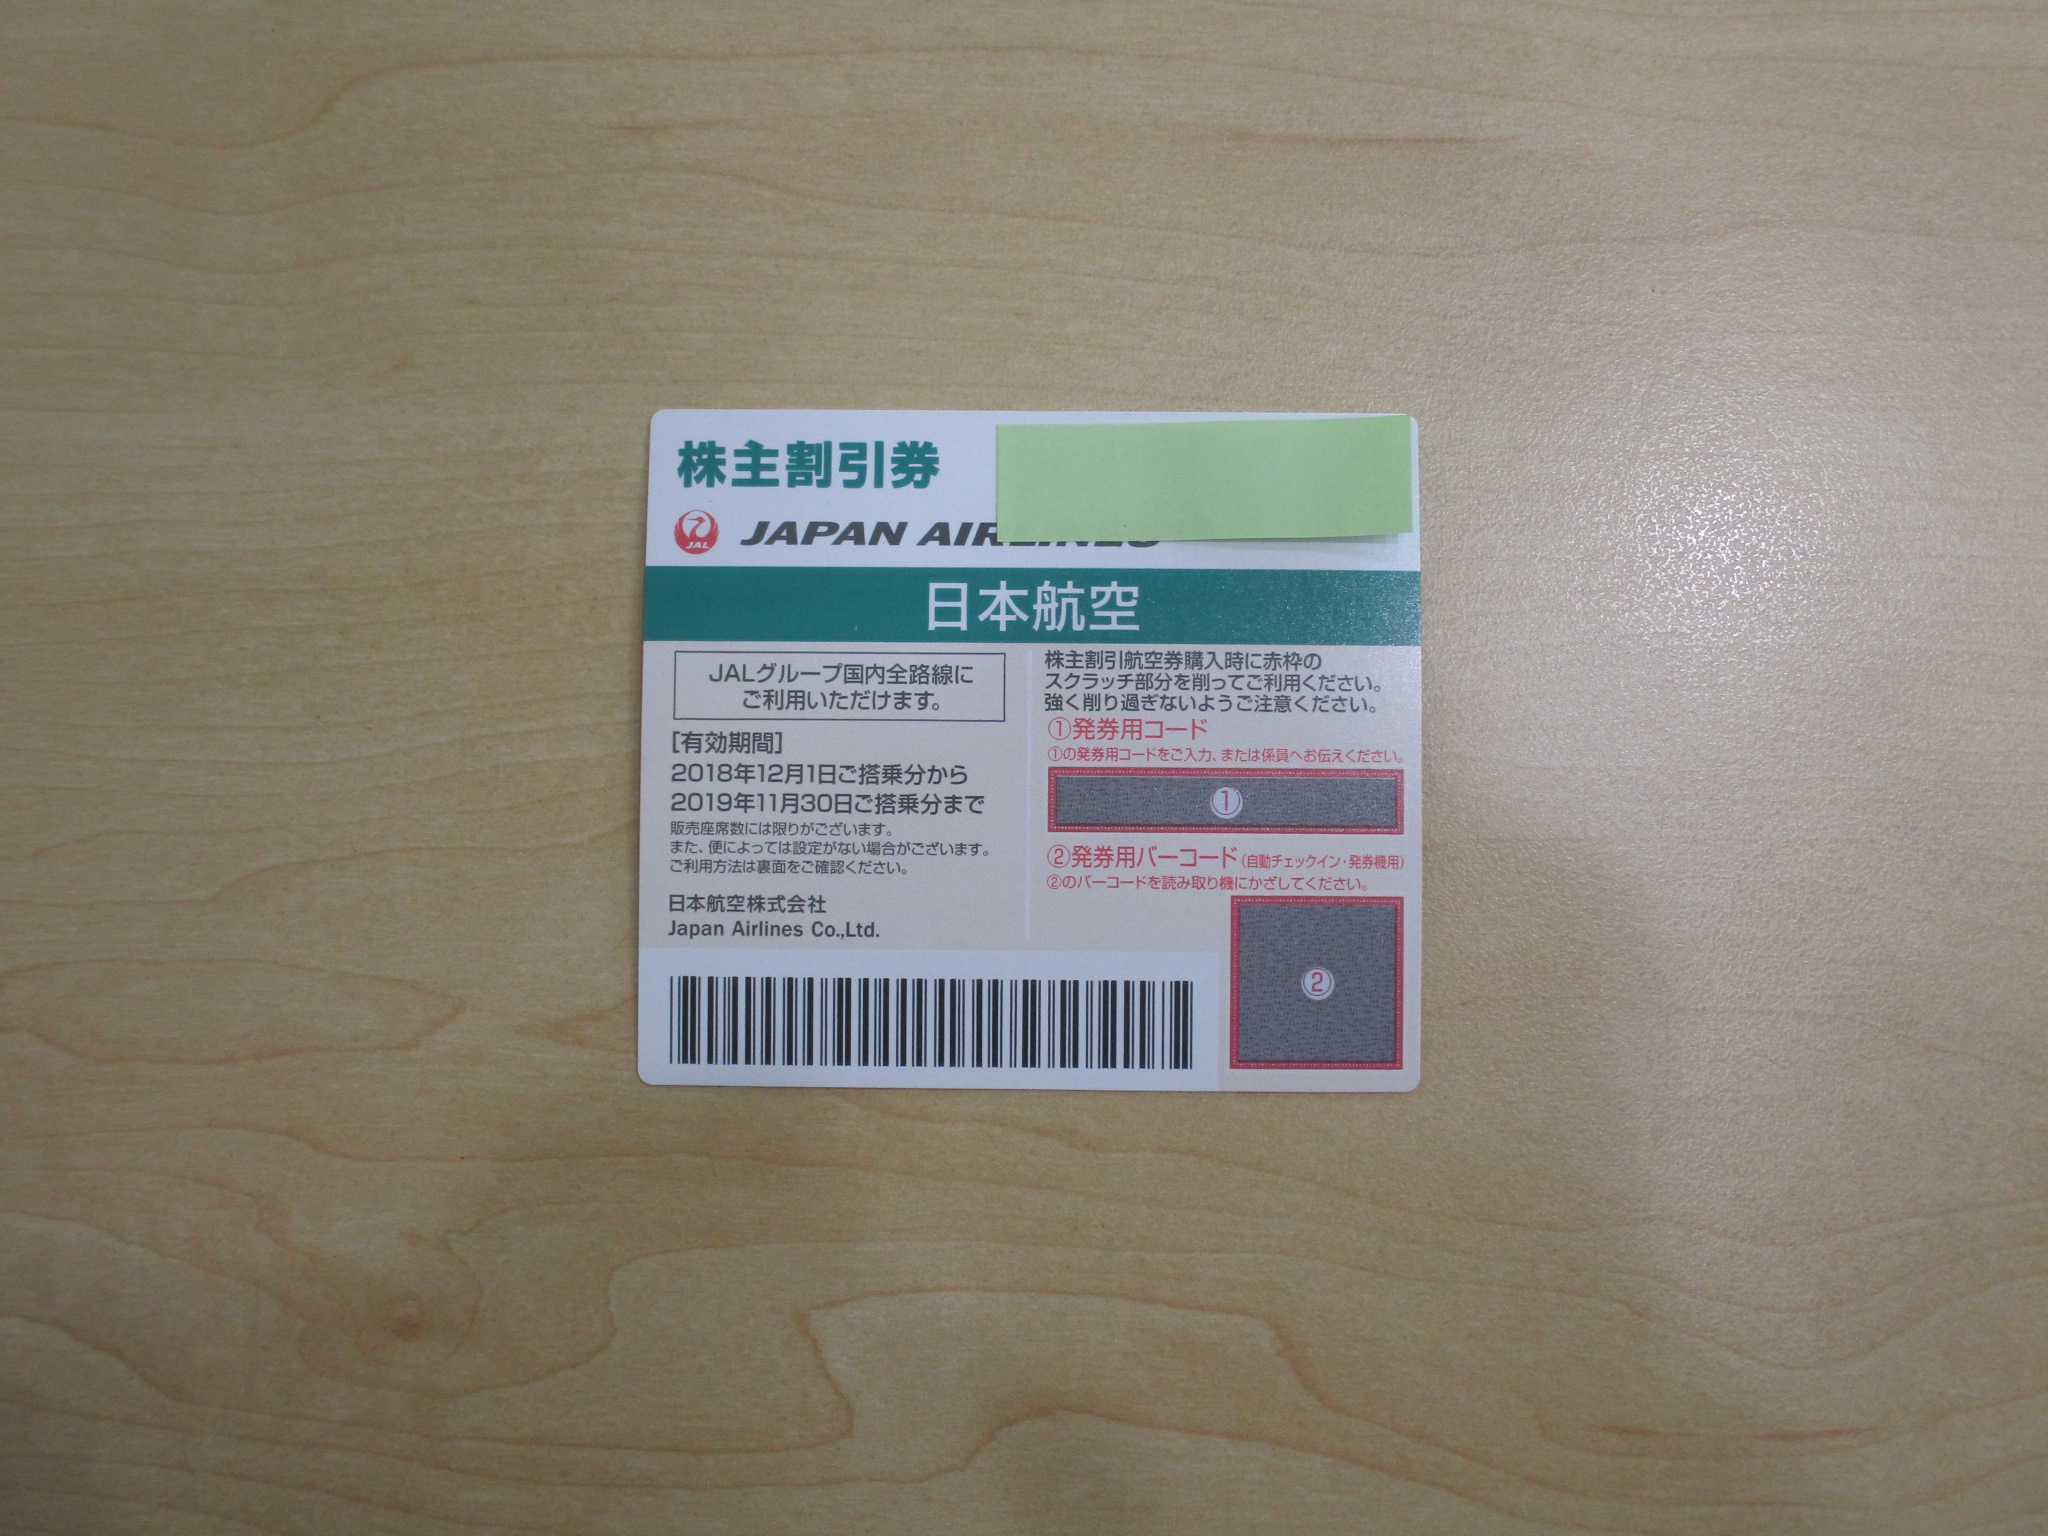 株主割引券
JAL
JAPAN
日本航空
JALグループ国内全路線に
ご利用いただけます。
[有効期間]
2018年12月1日ご搭乗分から
2019年11月30日ご搭乗分まで
販売座席数には限りがございます。
また、便によっては設定がない場合がございます。
ご利用方法は裏面をご確認ください。
日本航空株式会社
Japan Airlines Co.,Ltd.
株主割引航空券購入時に赤枠の
スクラッチ部分を削ってご利用ください。
強く削り過ぎないようご注意ください。
①発券用コード
①の発券用コードをご入力、または係員へお伝えください。
①
②発券用バーコード(自動チェックイン・発券機用)
②のバーコードを読み取り機にかざしてください。
②